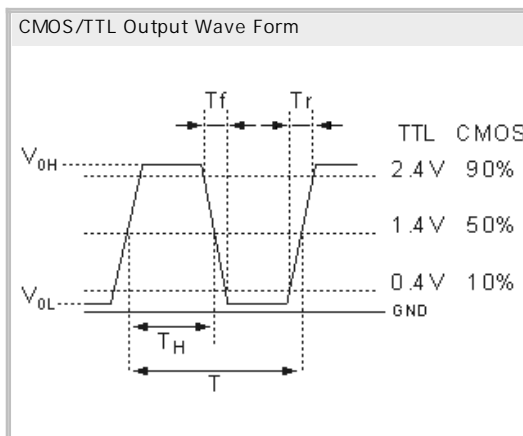 CMOS/TTL Output Wave Form
Tf Tr
TTL CMOS
VOH 2.4V 90%
1.4V 50%
0.4V 10%
VOL
GND
TH
T